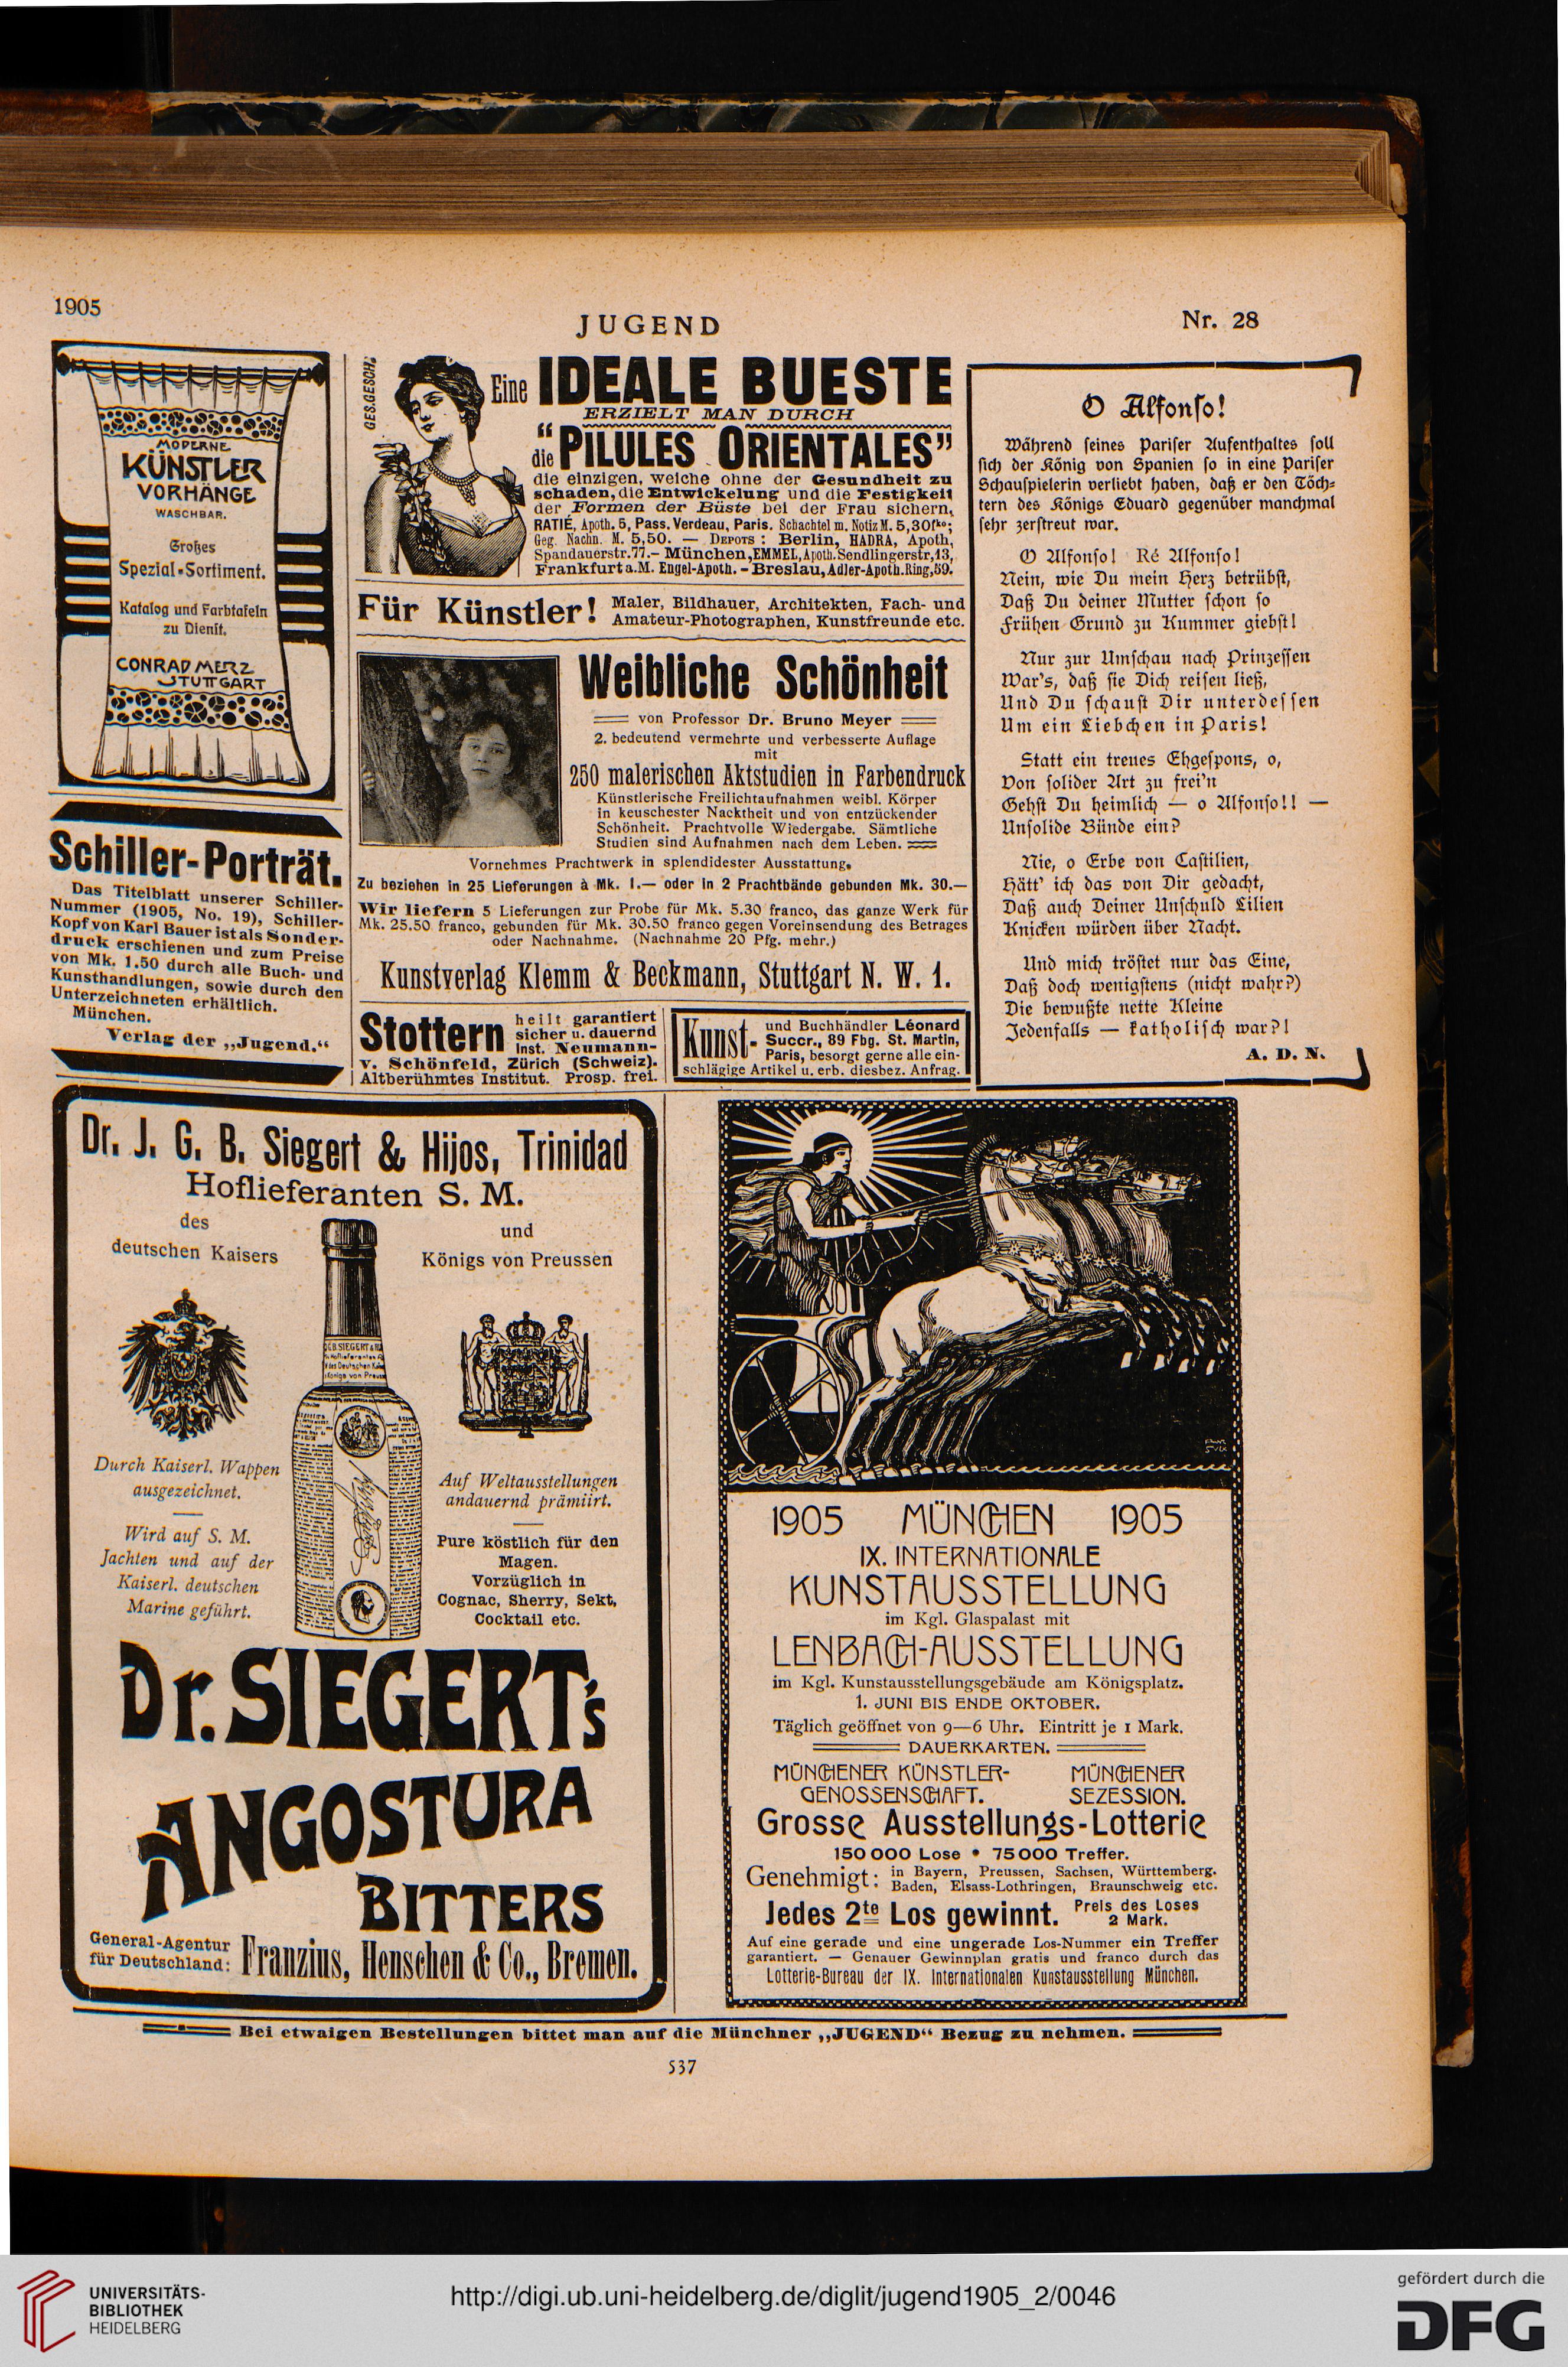 1905
JUGEND
Nr. 28
MODERNE
KÜNSTLER
VORHÄNGE
WASCHBAR.
Großes
Spezial-Sortiment.
Katalog und Farbtafeln
zu Dienst.
CONRAD MERZ
STUTTGART
Schiller-Porträt.
Das Titelblatt unserer Schiller-
Nummer (1905, No. 19), Schiller-
Kopf von Karl Bauer ist als Sonder-
druck erschienen und zum Preise
von Mk. 1.50 durch alle Buch- und
Kunsthandlungen, sowie durch den
Unterzeichneten erhältlich.
München.
Verlag der „Jugend.“
GES.GESCH.
Eine IDEALE BUESTE
ERZIELT MAN DURCH
die “PILULES ORIENTALES”
die einzigen, welche ohne der Gesundheit zu
schaden, die Entwickelung und die Festigkeit
der Formen der Büste bei der Frau sichern.
RATIÉ, Apoth. 5, Pass. Verdeau, Paris. Schachtel m. Notiz M. 5,30 fko;
Geg. Nachn. M. 5,50. — DEPOTS : Berlin, HADRA, Apoth.
Spandauerstr. 77.- München, EMMEL, Apoth. Sendlingerstr, 13,
Frankfurt a. M. Engel-Apoth. - Breslau, Adler-Apoth. Ring, 59.
Für Künstler! Maler, Bildhauer, Architekten, Fach- und
Amateur-Photographen, Kunstfreunde etc.
Weibliche Schönheit
von Professor Dr. Bruno Meyer
2. bedeutend vermehrte und verbesserte Auflage
mit
250 malerischen Aktstudien in Farbendruck
Künstlerische Freilichtaufnahmen weibl. Körper
in keuschester Nacktheit und von entzückender
Schönheit. Prachtvolle Wiedergabe. Sämtliche
Studien sind Aufnahmen nach dem Leben.
Vornehmes Prachtwerk in splendidester Ausstattung.
Zu beziehen in 25 Lieferungen à Mk. 1.— oder in 2 Prachtbände gebunden Mk. 30.—
Wir liefern 5 Lieferungen zur Probe für Mk. 5.30 franco, das ganze Werk für
Mk. 25.50 franco, gebunden für Mk. 30.50 franco gegen Voreinsendung des Betrages
oder Nachnahme. (Nachnahme 20 Pfg. mehr.)
Kunstverlag Klemm & Beckmann, Stuttgart N. W. 1.
Stottern heilt garantiert
sicher u. dauernd
Inst. Neumann-
v. Schönfeld, Zürich (Schweiz).
Altberühmtes Institut. Prosp. frei.
Kunst- und Buchhändler Léonard
Succr., 89 Fbg. St. Martin,
Paris, besorgt gerne alle ein-
schlägige Artikel u. erb. diesbez. Anfrag.
O Alfonso!
Während seines Pariser Aufenthaltes soll
sich der König von Spanien so in eine Pariser
Schauspielerin verliebt haben, daß er den Töch-
tern des Königs Eduard gegenüber manchmal
sehr zerstreut war.
O Alfonso! Ré Alfonso!
Nein, wie Du mein Herz betrübst,
Daß Du deiner Mutter schon so
Frühen Grund zu Kummer giebst!
Nur zur Umschau nach Prinzessen
War's, daß sie Dich reisen ließ,
Und Du schaust Dir unterdessen
Um ein Liebchen in Paris!
Statt ein treues Ehgespons, o,
Von solider Art zu frei'n
Gehst Du heimlich — o Alfonso!! —
Unsolide Bünde ein?
Nie, o Erbe von Castilien,
Hätt' ich das von Dir gedacht,
Daß auch Deiner Unschuld Lilien
Knicken würden über Nacht.
Und mich tröstet nur das Eine,
Daß doch wenigstens (nicht wahr?)
Die bewußte nette Kleine
Jedenfalls — katholisch war?!
A. D. N.
Dr. J. G. B. Siegert & Hijos, Trinidad
Hoflieferanten S. M.
des
deutschen Kaisers
und
Königs von Preussen
Durch Kaiserl. Wappen
ausgezeichnet.
Wird auf S. M.
Jachten und auf der
Kaiserl. deutschen
Marine geführt.
Auf Weltausstellungen
andauernd prämiirt.
Pure köstlich für den
Magen.
Vorzüglich in
Cognac, Sherry, Sekt,
Cocktail etc.
Dr. SIEGERT's
ANGOSTURA
BITTERS
General-Agentur
für Deutschland: Franzius, Henschen & Co., Bremen.
1905 MÜNCHEN 1905
IX. INTERNATIONALE
KUNSTAUSSTELLUNG
im Kgl. Glaspalast mit
LENBACH-AUSSTELLUNG
im Kgl. Kunstausstellungsgebäude am Königsplatz.
1. JUNI BIS ENDE OKTOBER.
Täglich geöffnet von 9—6 Uhr. Eintritt je 1 Mark.
DAUERKARTEN.
MÜNCHENER KÜNSTLER-
GENOSSENSCHAFT.
MÜNCHENER
SEZESSION.
Grosse Ausstellungs-Lotterie
150 000 Lose • 75 000 Treffer.
Genehmigt: in Bayern, Preussen, Sachsen, Württemberg.
Baden, Elsass-Lothringen, Braunschweig etc.
Jedes 2te Los gewinnt. Preis des Loses
2 Mark.
Auf eine gerade und eine ungerade Los-Nummer ein Treffer
garantiert. — Genauer Gewinnplan gratis und franco durch das
Lotterie-Bureau der IX. Internationalen Kunstausstellung München.
Bei etwaigen Bestellungen bittet man auf die Münchner „JUGEND“ Bezug zu nehmen.
537
UNIVERSITÄTS-
BIBLIOTHEK
HEIDELBERG
http://digi.ub.uni-heidelberg.de/diglit/jugend1905_2/0046
gefördert durch die
DFG